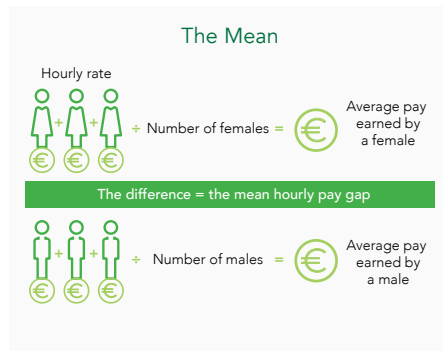 The Mean
Hourly rate
+ + ÷ Number of females =
€ € €
€
Average pay
earned by
a female
The difference = the mean hourly pay gap
+ + ÷ Number of males =
€ € €
€
Average pay
earned by
a male